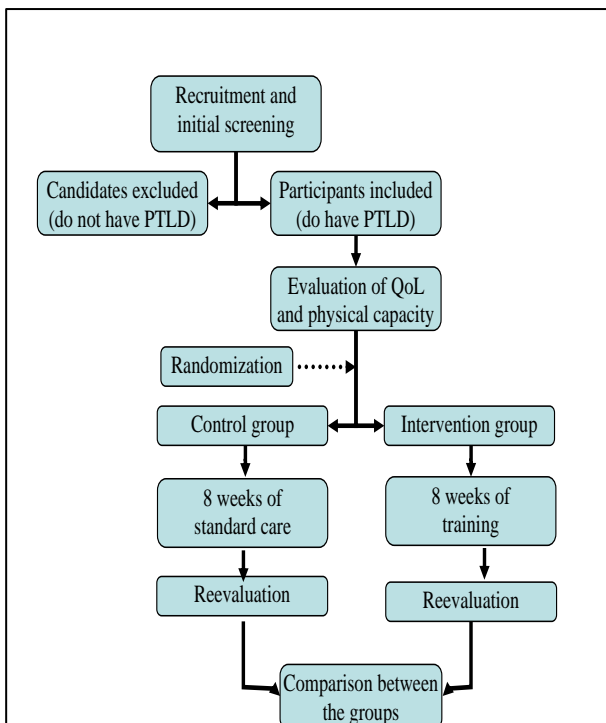 Recruitment and
initial screening
Candidates excluded
(do not have PTLD)
Participants included
(do have PTLD)
Evaluation of QoL
and physical capacity
Randomization
Control group
Intervention group
8 weeks of
standard care
8 weeks of
training
Reevaluation
Reevaluation
Comparison between
the groups